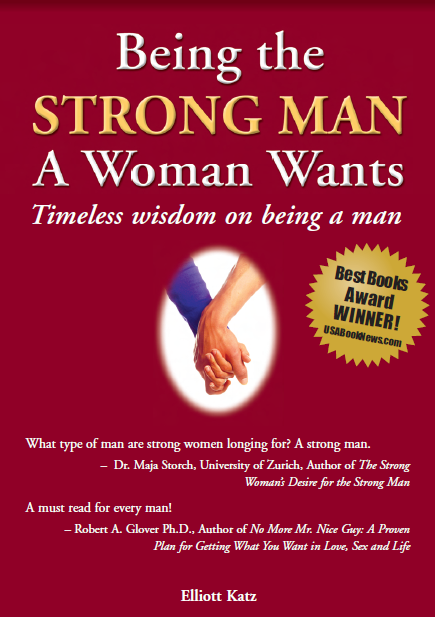 Being the
STRONG MAN
A Woman Wants
Timeless wisdom on being a man
Best Books
Award
WINNER!
USABookNews.com
What type of man are strong women longing for? A strong man.
– Dr. Maja Storch, University of Zurich, Author of The Strong
Woman's Desire for the Strong Man
A must read for every man!
– Robert A. Glover Ph.D., Author of No More Mr. Nice Guy: A Proven
Plan for Getting What You Want in Love, Sex and Life
Elliott Katz